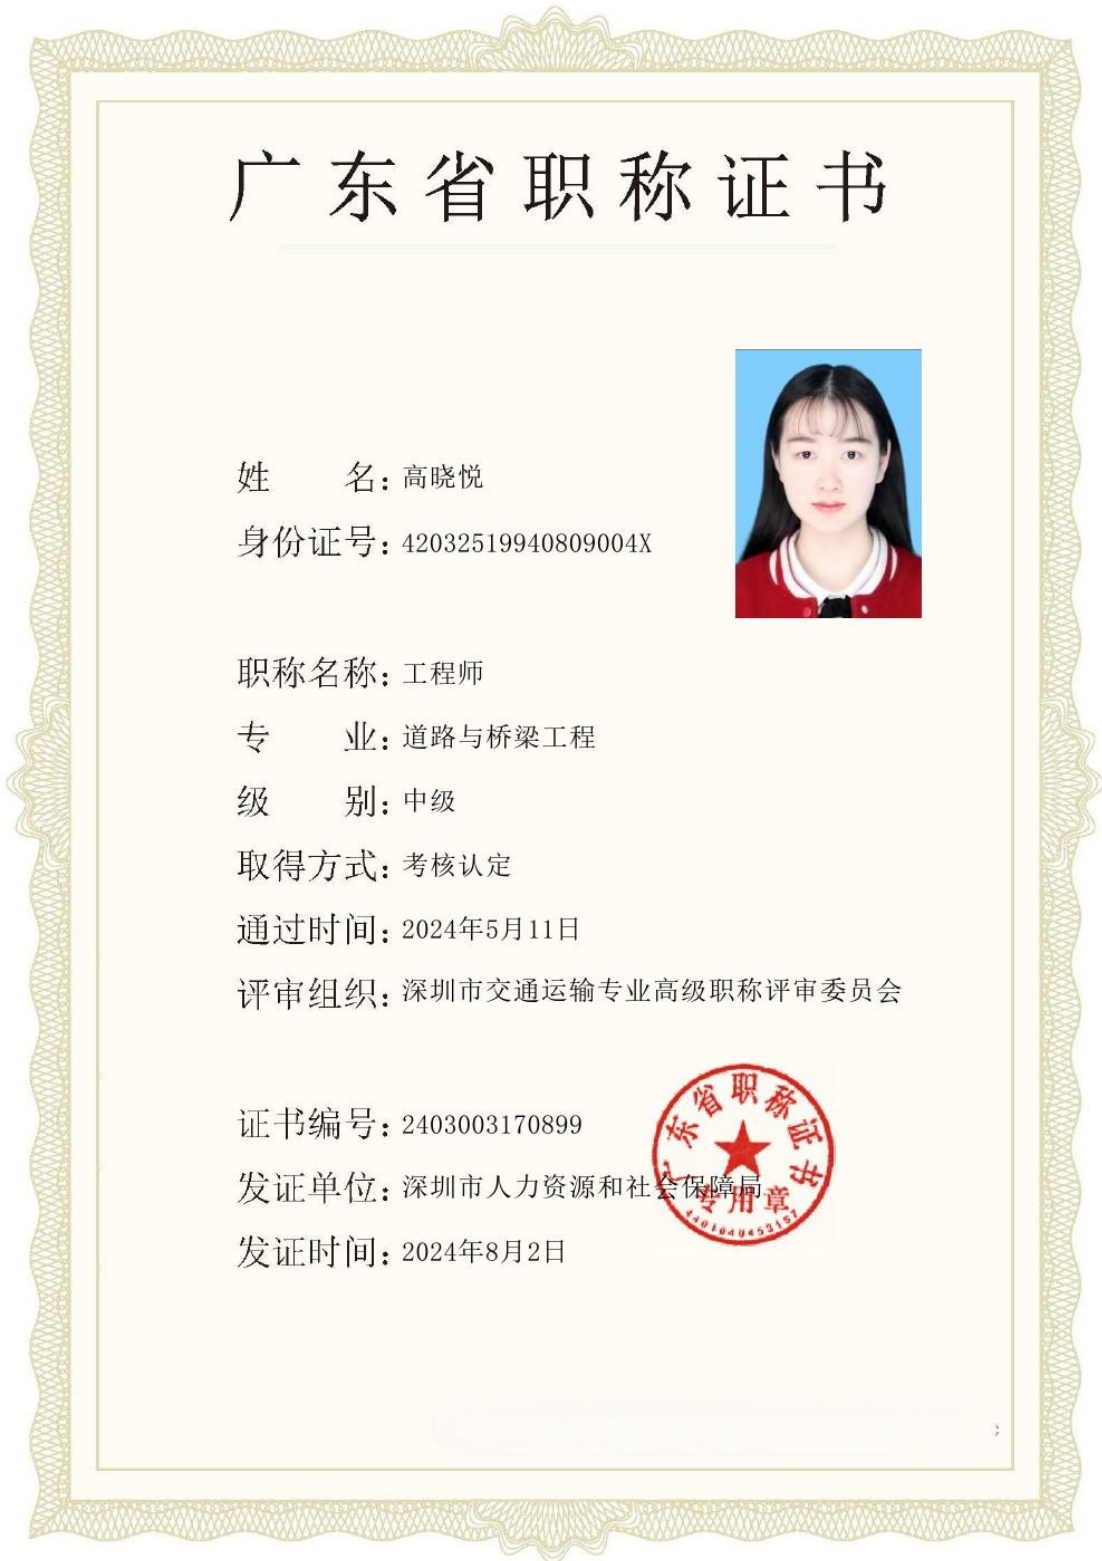 广东省职称证书
姓名：高晓悦
身份证号：42032519940809004X
职称名称：工程师
专业：道路与桥梁工程
级别：中级
取得方式：考核认定
通过时间：2024年5月11日
评审组织：深圳市交通运输专业高级职称评审委员会
证书编号：2403003170899
发证单位：深圳市人力资源和社会保障局
发证时间：2024年8月2日
广东省职称证书
专用章